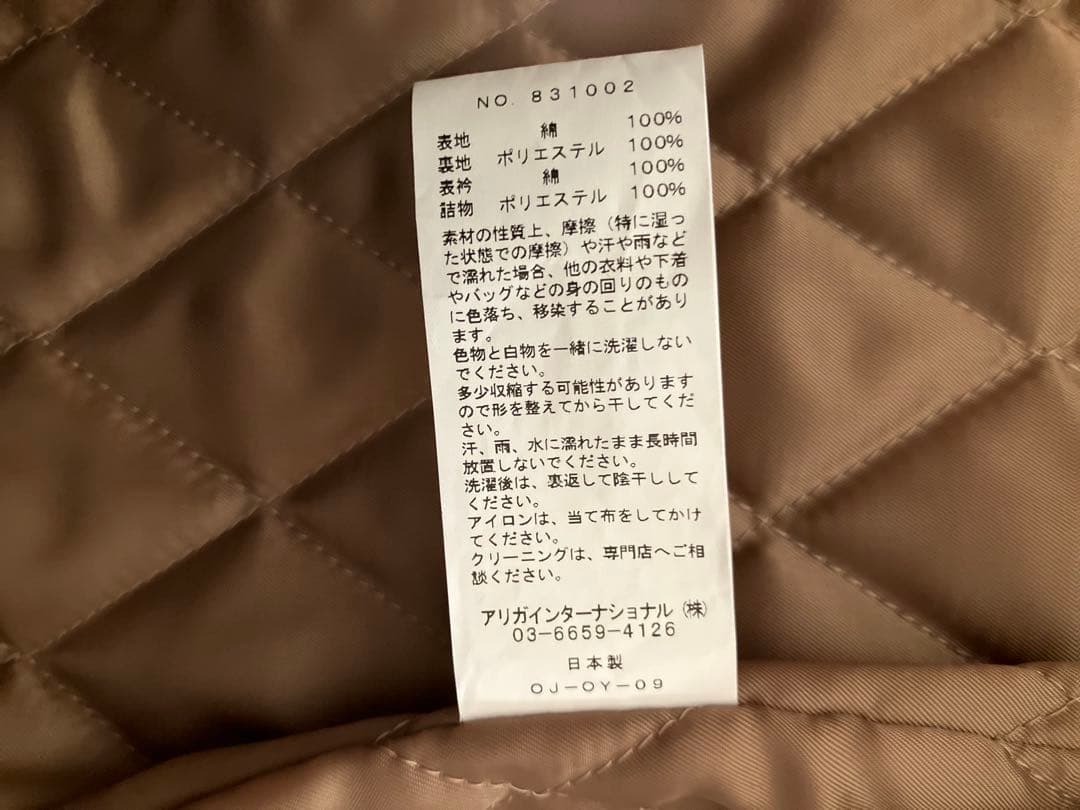 NO. 831002
表地 綿 100%
裏地 ポリエステル 100%
表衿 綿 100%
詰物 ポリエステル 100%
素材の性質上、摩擦（特に湿っ
た状態での摩擦）や汗や雨など
で濡れた場合、他の衣料や下着
やバッグなどの身の回りのもの
に色落ち、移染することがあり
ます。
色物と白物を一緒に洗濯しない
でください。
多少収縮する可能性があります
ので形を整えてから干してくだ
さい。
汗、雨、水に濡れたまま長時間
放置しないでください。
洗濯後は、裏返して陰干しして
ください。
アイロンは、当て布をしてかけ
てください。
クリーニングは、専門店へご相
談ください。
アリガインターナショナル（株）
03-6659-4126
日本製
OJ-OY-09